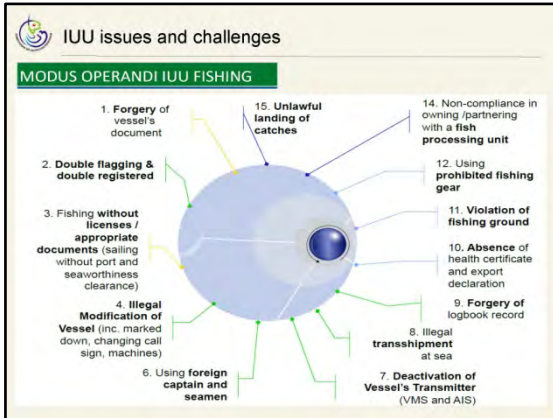 IUU issues and challenges
MODUS OPERANDI IUU FISHING
1. Forgery of
vessel's
document
2. Double flagging &
double registered
3. Fishing without
licenses /
appropriate
documents (sailing
without port and
seaworthiness
clearance)
4. Illegal
Modification of
Vessel (inc. marked
down, changing call
sign, machines)
6. Using foreign
captain and
seamen
15. Unlawful
landing of
catches
14. Non-compliance in
owning /partnering
with a fish
processing unit
12. Using
prohibited fishing
gear
11. Violation of
fishing ground
10. Absence of
health certificate
and export
declaration
9. Forgery of
logbook record
8. Illegal
transshipment
at sea
7. Deactivation of
Vessel's Transmitter
(VMS and AIS)